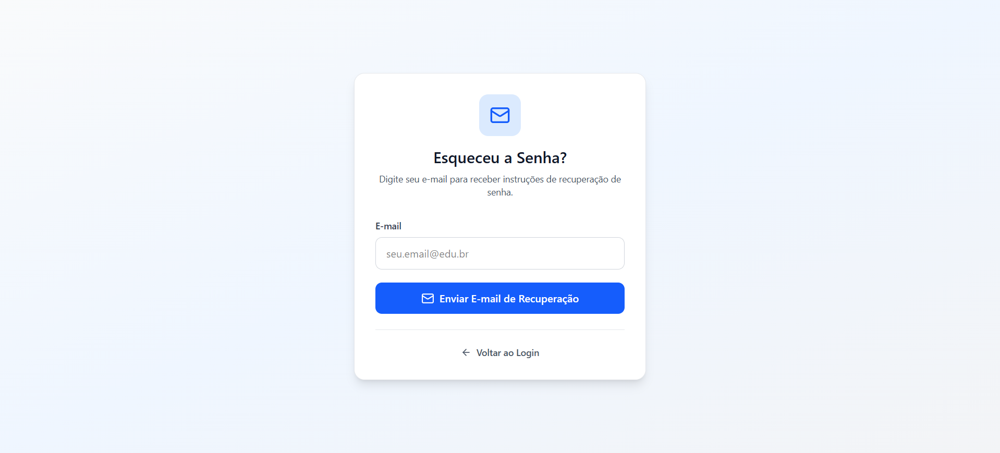 Esqueceu a Senha?
Digite seu e-mail para receber instruções de recuperação de
senha.
E-mail
seu.email@edu.br
Enviar E-mail de Recuperação
Voltar ao Login